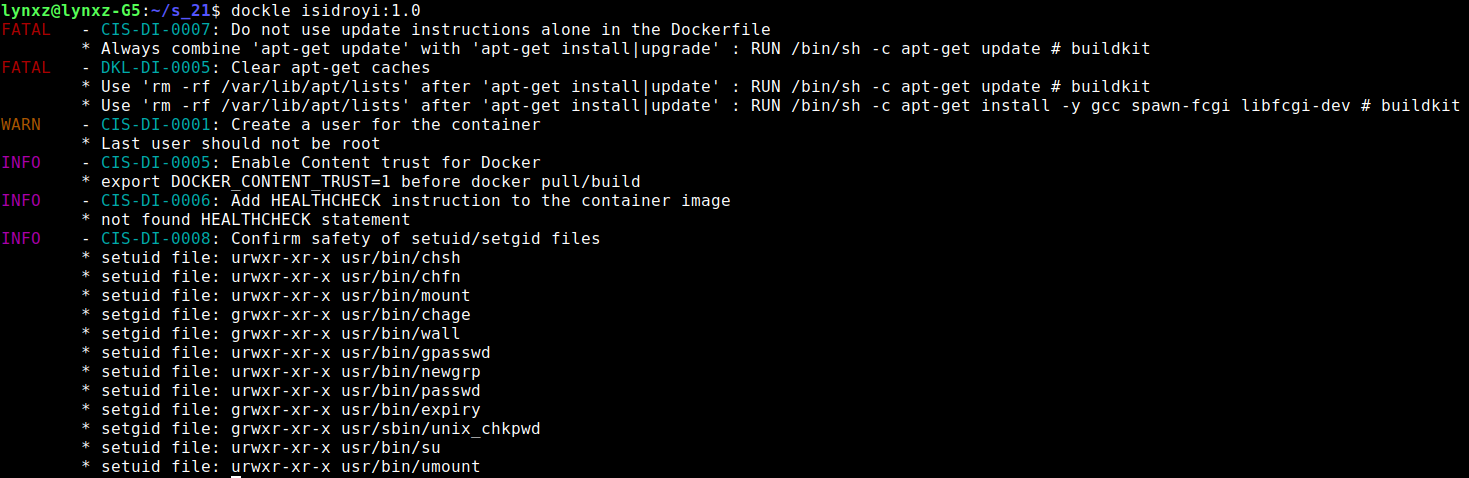 lynxz@lynxz-G5:~/s_21$ dockle isidroyi:1.0
FATAL   - CIS-DI-0007: Do not use update instructions alone in the Dockerfile
        * Always combine 'apt-get update' with 'apt-get install|upgrade' : RUN /bin/sh -c apt-get update # buildkit
FATAL   - DKL-DI-0005: Clear apt-get caches
        * Use 'rm -rf /var/lib/apt/lists' after 'apt-get install|update' : RUN /bin/sh -c apt-get update # buildkit
        * Use 'rm -rf /var/lib/apt/lists' after 'apt-get install|update' : RUN /bin/sh -c apt-get install -y gcc spawn-fcgi libfcgi-dev # buildkit
WARN    - CIS-DI-0001: Create a user for the container
        * Last user should not be root
INFO    - CIS-DI-0005: Enable Content trust for Docker
        * export DOCKER_CONTENT_TRUST=1 before docker pull/build
INFO    - CIS-DI-0006: Add HEALTHCHECK instruction to the container image
        * not found HEALTHCHECK statement
INFO    - CIS-DI-0008: Confirm safety of setuid/setgid files
        * setuid file: urwxr-xr-x usr/bin/chsh
        * setuid file: urwxr-xr-x usr/bin/chfn
        * setuid file: urwxr-xr-x usr/bin/mount
        * setgid file: grwxr-xr-x usr/bin/chage
        * setgid file: grwxr-xr-x usr/bin/wall
        * setuid file: urwxr-xr-x usr/bin/gpasswd
        * setuid file: urwxr-xr-x usr/bin/newgrp
        * setuid file: urwxr-xr-x usr/bin/passwd
        * setgid file: grwxr-xr-x usr/bin/expiry
        * setgid file: grwxr-xr-x usr/sbin/unix_chkpwd
        * setuid file: urwxr-xr-x usr/bin/su
        * setuid file: urwxr-xr-x usr/bin/umount